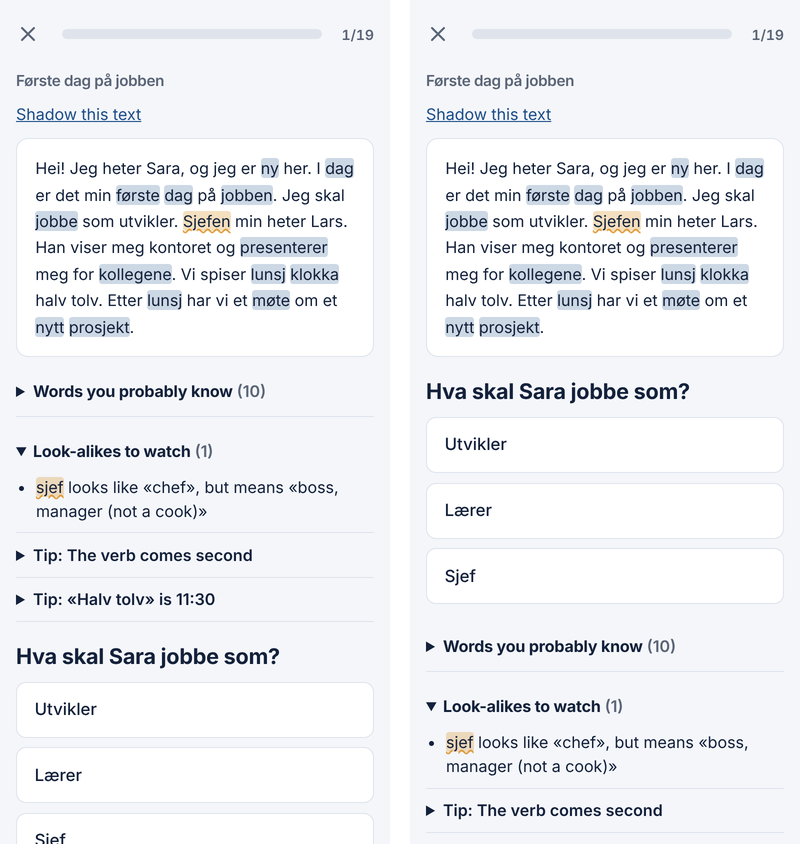 1/19
Første dag på jobben
Shadow this text
Hei! Jeg heter Sara, og jeg er ny her. I dag
er det min første dag på jobben. Jeg skal
jobbe som utvikler. Sjefen min heter Lars.
Han viser meg kontoret og presenterer
meg for kollegene. Vi spiser lunsj klokka
halv tolv. Etter lunsj har vi et møte om et
nytt prosjekt.
Words you probably know (10)
Look-alikes to watch (1)
• sjef looks like «chef», but means «boss,
manager (not a cook)»
Tip: The verb comes second
Tip: «Halv tolv» is 11:30
Hva skal Sara jobbe som?
Utvikler
Lærer
Sjef
1/19
Første dag på jobben
Shadow this text
Hei! Jeg heter Sara, og jeg er ny her. I dag
er det min første dag på jobben. Jeg skal
jobbe som utvikler. Sjefen min heter Lars.
Han viser meg kontoret og presenterer
meg for kollegene. Vi spiser lunsj klokka
halv tolv. Etter lunsj har vi et møte om et
nytt prosjekt.
Hva skal Sara jobbe som?
Utvikler
Lærer
Sjef
Words you probably know (10)
Look-alikes to watch (1)
• sjef looks like «chef», but means «boss,
manager (not a cook)»
Tip: The verb comes second